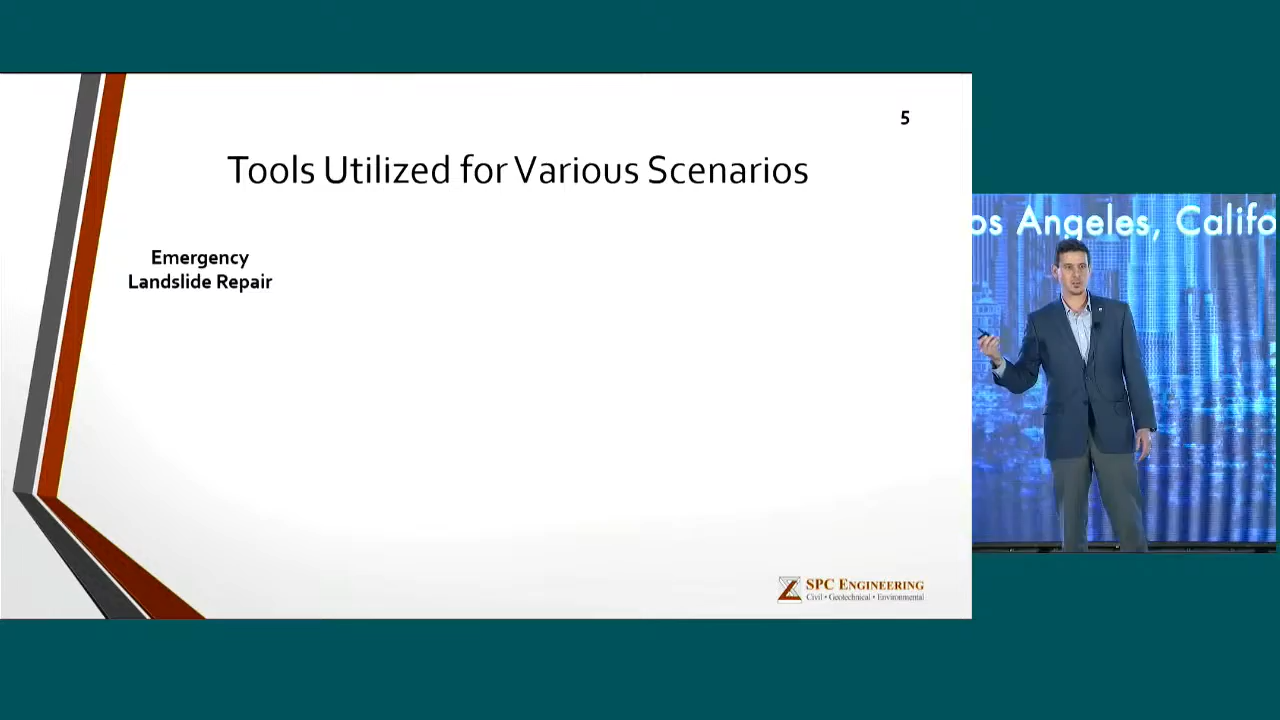 5
Tools Utilized for Various Scenarios
Emergency
Landslide Repair
SPC Engineering
Civil • Geotechnical • Environmental
os Angeles, Califo